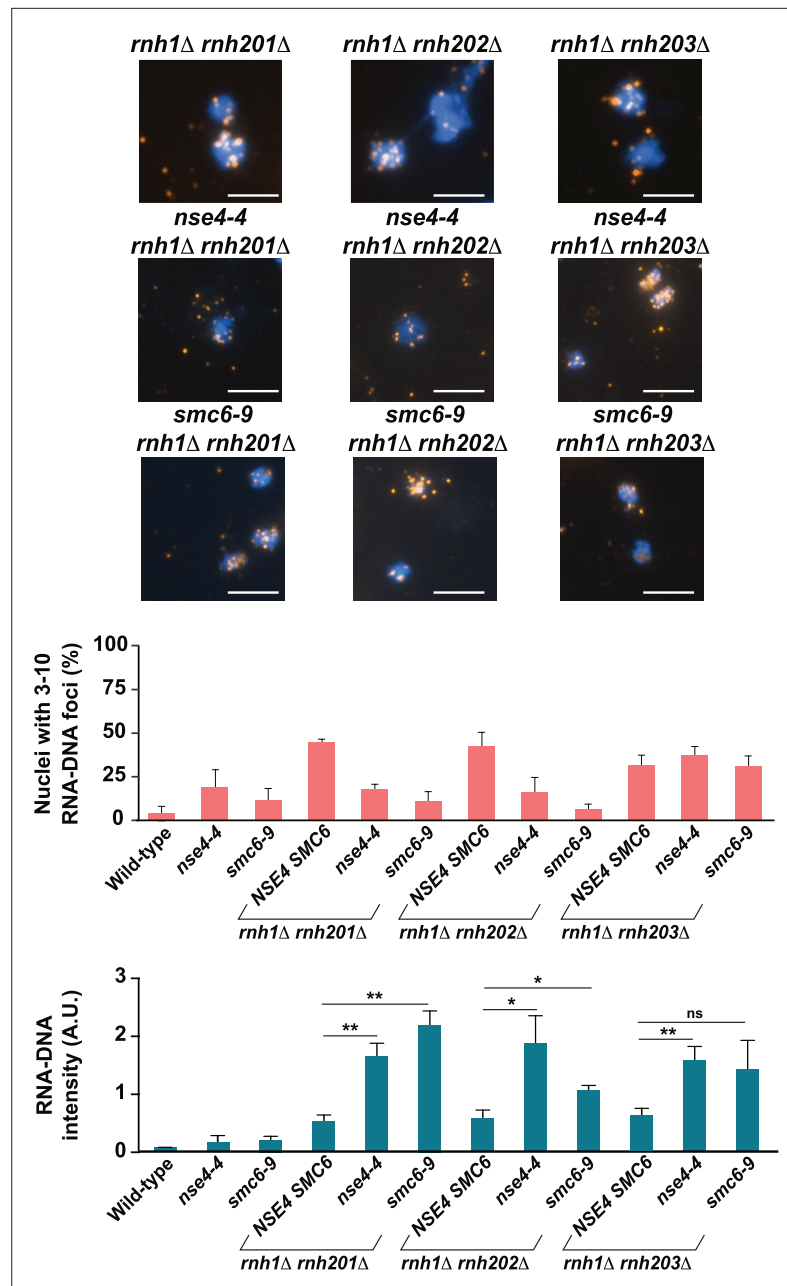 rnh1Δ rnh201Δ rnh1Δ rnh202Δ rnh1Δ rnh203Δ
nse4-4 nse4-4 nse4-4
rnh1Δ rnh201Δ rnh1Δ rnh202Δ rnh1Δ rnh203Δ
smc6-9 smc6-9 smc6-9
rnh1Δ rnh201Δ rnh1Δ rnh202Δ rnh1Δ rnh203Δ
Nuclei with 3-10
RNA-DNA foci (%)
100
75
50
25
0
Wild-type nse4-4 smc6-9 NSE4 SMC6 nse4-4 smc6-9 NSE4 SMC6 nse4-4 smc6-9 NSE4 SMC6 nse4-4 smc6-9
rnh1Δ rnh201Δ rnh1Δ rnh202Δ rnh1Δ rnh203Δ
RNA-DNA
intensity (A.U.)
3
2
1
0
** ** * * ns **
Wild-type nse4-4 smc6-9 NSE4 SMC6 nse4-4 smc6-9 NSE4 SMC6 nse4-4 smc6-9 NSE4 SMC6 nse4-4 smc6-9
rnh1Δ rnh201Δ rnh1Δ rnh202Δ rnh1Δ rnh203Δ